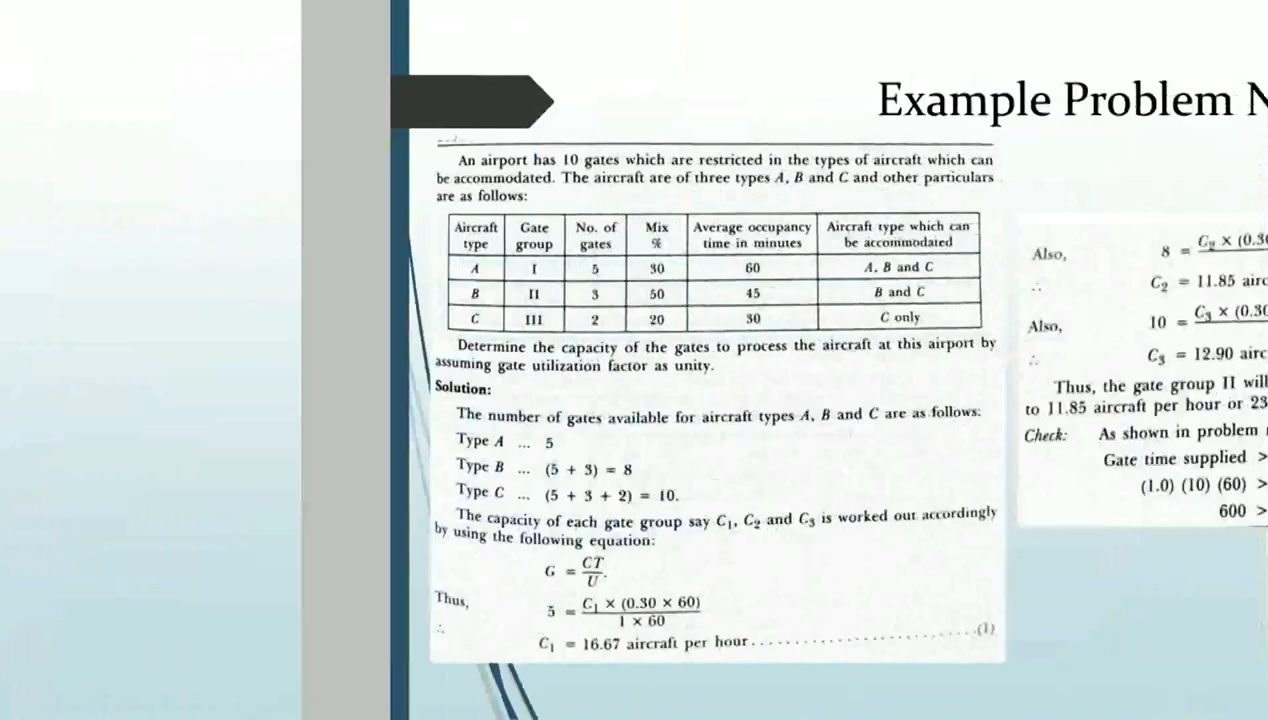 Example Problem N
An airport has 10 gates which are restricted in the types of aircraft which can
be accommodated. The aircraft are of three types A, B and C and other particulars
are as follows:
Aircraft type Gate group No. of gates Mix % Average occupancy time in minutes Aircraft type which can be accommodated
A I 5 30 60 A, B and C
B II 3 50 45 B and C
C III 2 20 30 C only
Determine the capacity of the gates to process the aircraft at this airport by
assuming gate utilization factor as unity.
Solution:
The number of gates available for aircraft types A, B and C are as follows:
Type A ... 5
Type B ... (5 + 3) = 8
Type C ... (5 + 3 + 2) = 10.
The capacity of each gate group say C₁, C₂ and C₃ is worked out accordingly
by using the following equation:
G = CT/U.
Thus, 5 = C₁ × (0.30 × 60) / 1 × 60
∴ C₁ = 16.67 aircraft per hour ........................(1)
Also, 8 = C₂ × (0.30
∴ C₂ = 11.85 airc
Also, 10 = C₃ × (0.30
∴ C₃ = 12.90 airc
Thus, the gate group II will
to 11.85 aircraft per hour or 23
Check: As shown in problem
Gate time supplied >
(1.0) (10) (60) >
600 >